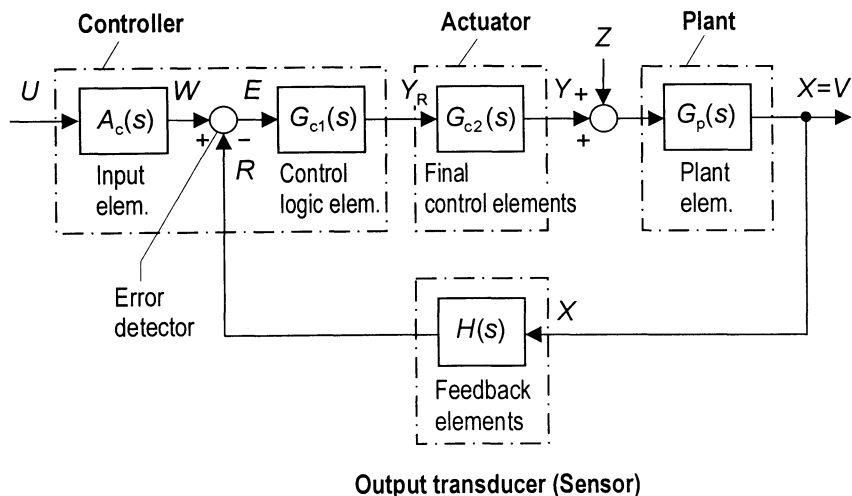 Controller
Actuator
Plant
Z
U
W
E
Y_R
Y
X=V
A_c(s)
G_c1(s)
G_c2(s)
G_p(s)
+
−
+
+
R
Input
elem.
Control
logic elem.
Final
control elements
Plant
elem.
Error
detector
H(s)
X
Feedback
elements
Output transducer (Sensor)